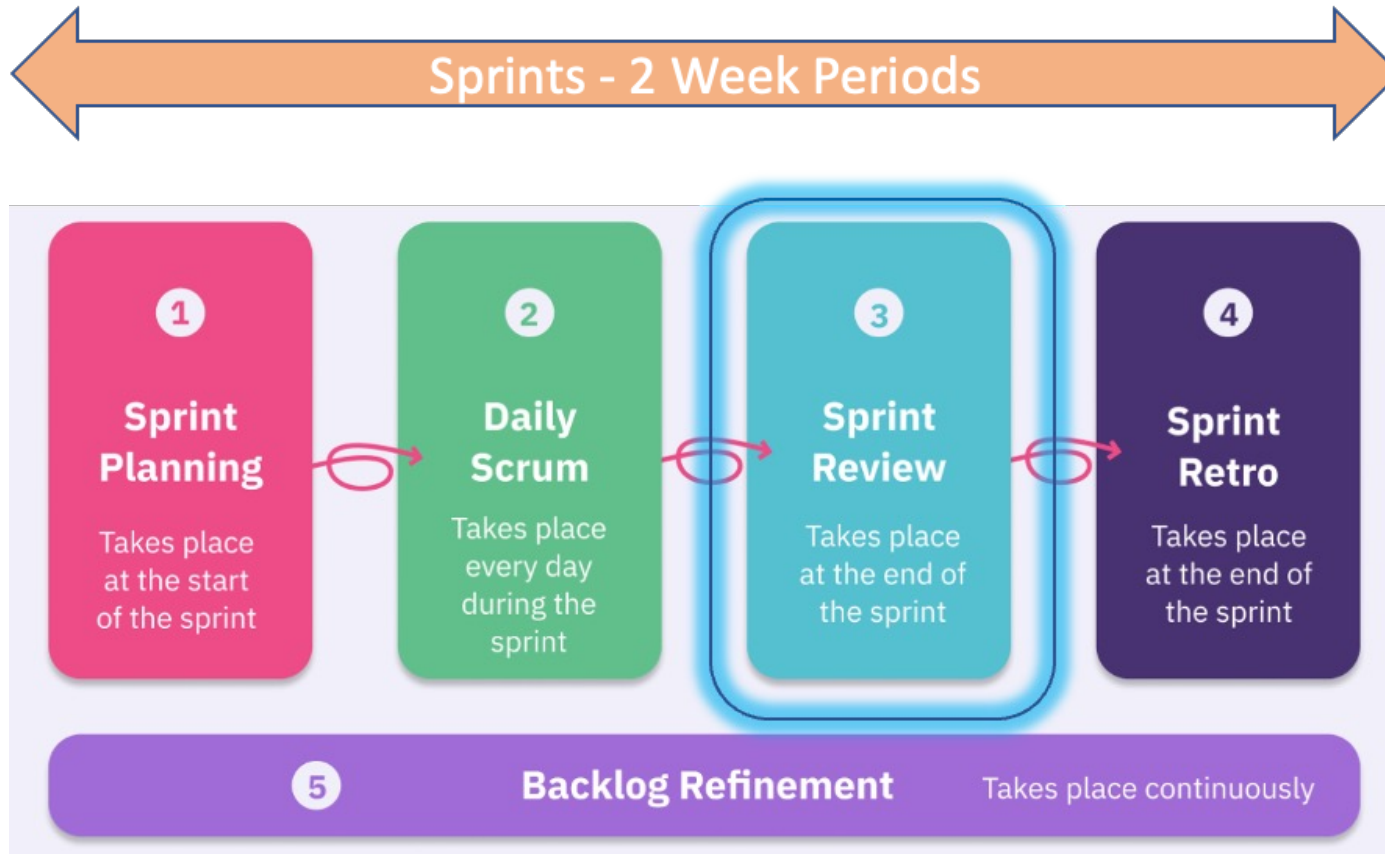 Sprints - 2 Week Periods
1
Sprint
Planning
Takes place
at the start
of the sprint
2
Daily
Scrum
Takes place
every day
during the
sprint
3
Sprint
Review
Takes place
at the end of
the sprint
4
Sprint
Retro
Takes place
at the end of
the sprint
5 Backlog Refinement Takes place continuously